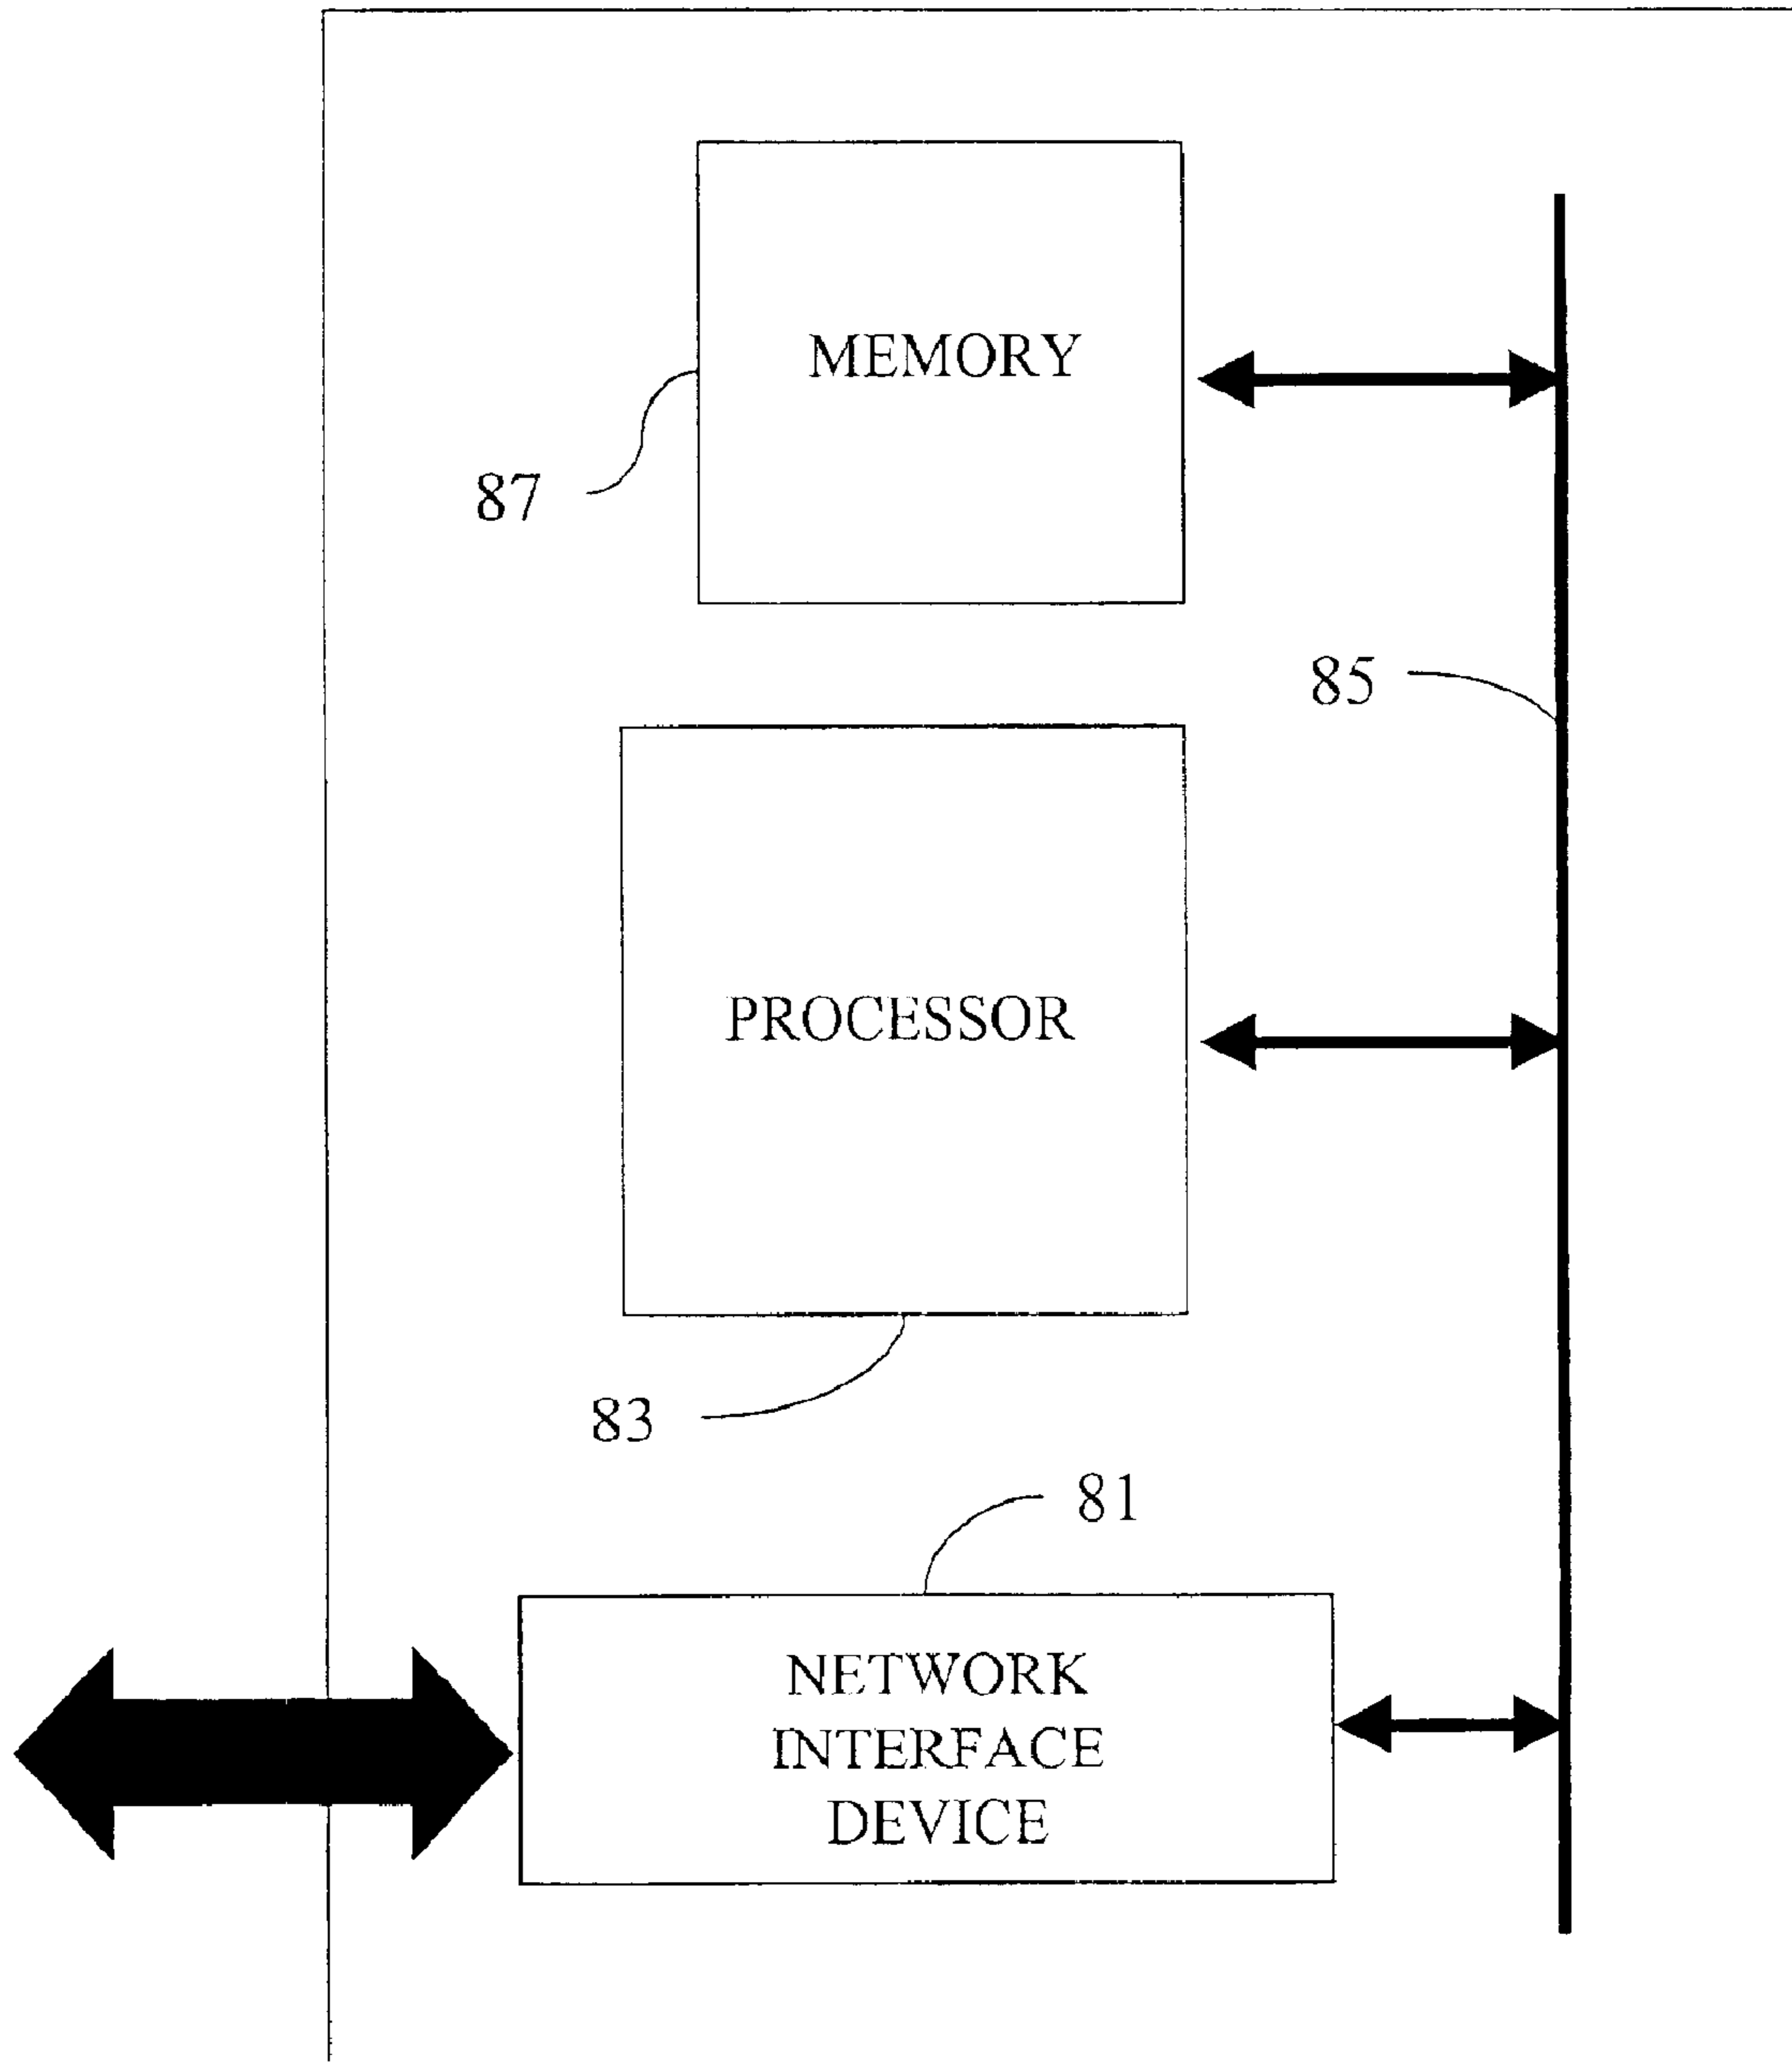 MEMORY
87
85
PROCESSOR
83
81
NETWORK
INTERFACE
DEVICE